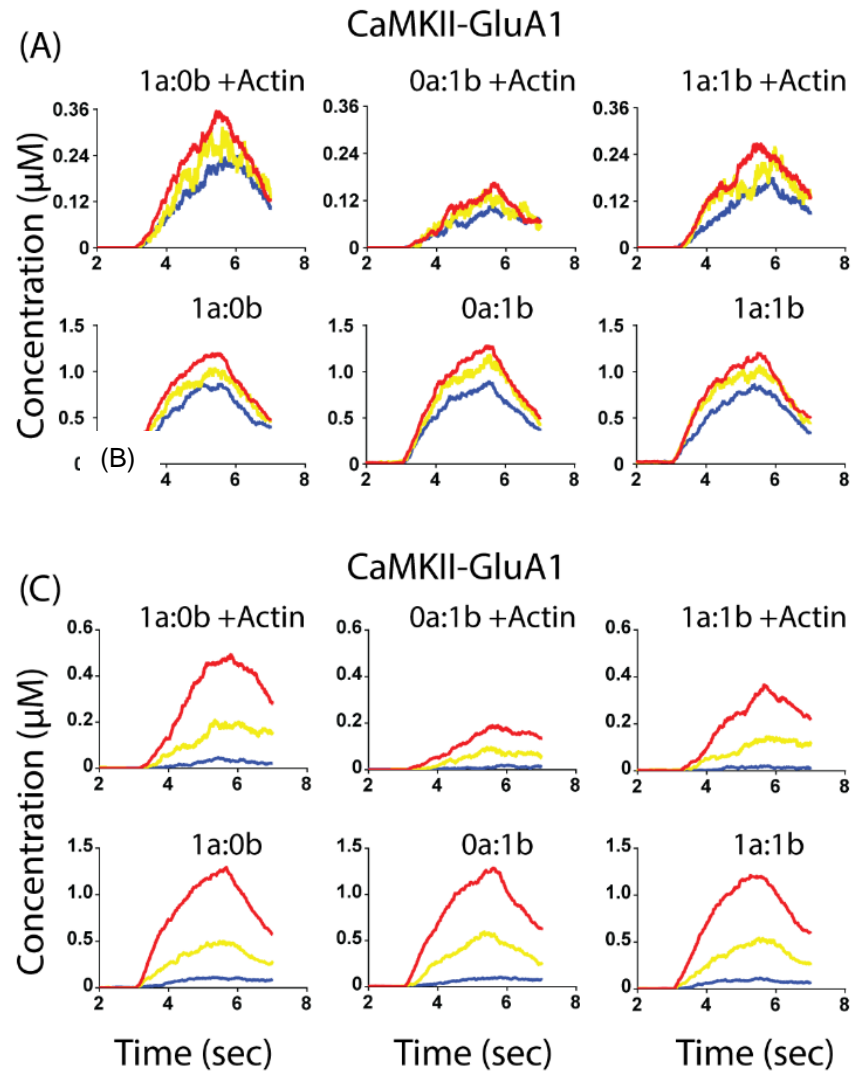 (A)
CaMKII-GluA1
1a:0b +Actin 0a:1b +Actin 1a:1b +Actin
Concentration (μM)
0.36 0.36 0.36
0.24 0.24 0.24
0.12 0.12 0.12
0 0 0
2 4 6 8 2 4 6 8 2 4 6 8
1a:0b 0a:1b 1a:1b
1.5 1.5 1.5
1.0 1.0 1.0
0.5 0.5 0.5
(B)
0 0
4 6 8 2 4 6 8 2 4 6 8
(C)
CaMKII-GluA1
1a:0b +Actin 0a:1b +Actin 1a:1b +Actin
Concentration (μM)
0.6 0.6 0.6
0.4 0.4 0.4
0.2 0.2 0.2
0 0 0
2 4 6 8 2 4 6 8 2 4 6 8
1a:0b 0a:1b 1a:1b
1.5 1.5 1.5
1.0 1.0 1.0
0.5 0.5 0.5
0 0 0
2 4 6 8 2 4 6 8 2 4 6 8
Time (sec) Time (sec) Time (sec)